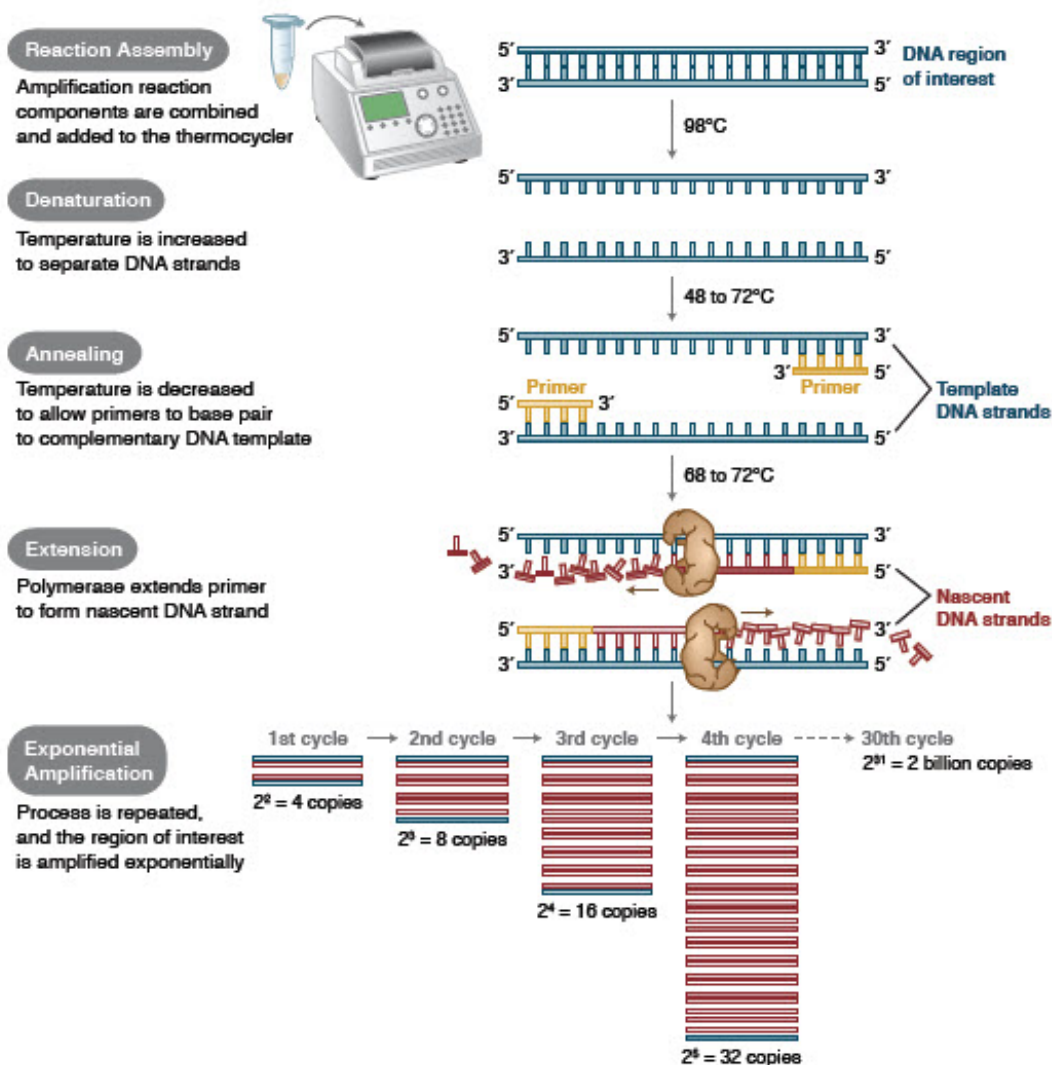 Reaction Assembly
Amplification reaction
components are combined
and added to the thermocycler
5′ 3′
3′ 5′
DNA region
of interest
98°C
Denaturation
Temperature is increased
to separate DNA strands
5′ 3′
3′ 5′
48 to 72°C
Annealing
Temperature is decreased
to allow primers to base pair
to complementary DNA template
5′ 3′
3′ 5′
Primer Primer
5′ 3′
3′ 5′
Template
DNA strands
68 to 72°C
Extension
Polymerase extends primer
to form nascent DNA strand
5′ 3′
3′ 5′
5′ 3′
3′ 5′
Nascent
DNA strands
Exponential
Amplification
Process is repeated,
and the region of interest
is amplified exponentially
1st cycle 2nd cycle 3rd cycle 4th cycle 30th cycle
2² = 4 copies
2³ = 8 copies
2⁴ = 16 copies
2⁵ = 32 copies
2³¹ = 2 billion copies